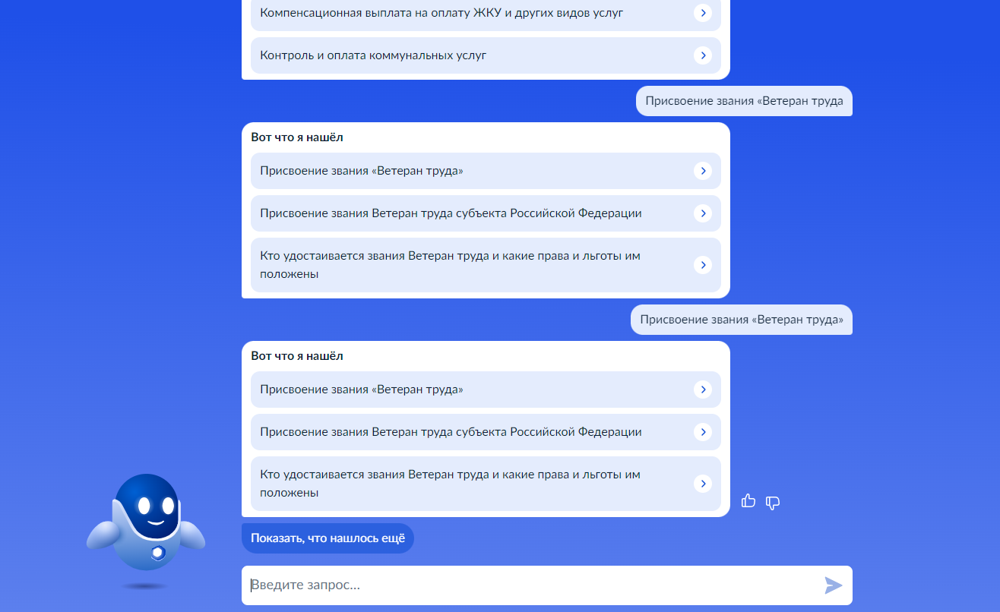 Компенсационная выплата на оплату ЖКУ и других видов услуг
Контроль и оплата коммунальных услуг
Присвоение звания «Ветеран труда
Вот что я нашёл
Присвоение звания «Ветеран труда»
Присвоение звания Ветеран труда субъекта Российской Федерации
Кто удостаивается звания Ветеран труда и какие права и льготы им
положены
Присвоение звания «Ветеран труда»
Вот что я нашёл
Присвоение звания «Ветеран труда»
Присвоение звания Ветеран труда субъекта Российской Федерации
Кто удостаивается звания Ветеран труда и какие права и льготы им
положены
Показать, что нашлось ещё
Введите запрос...